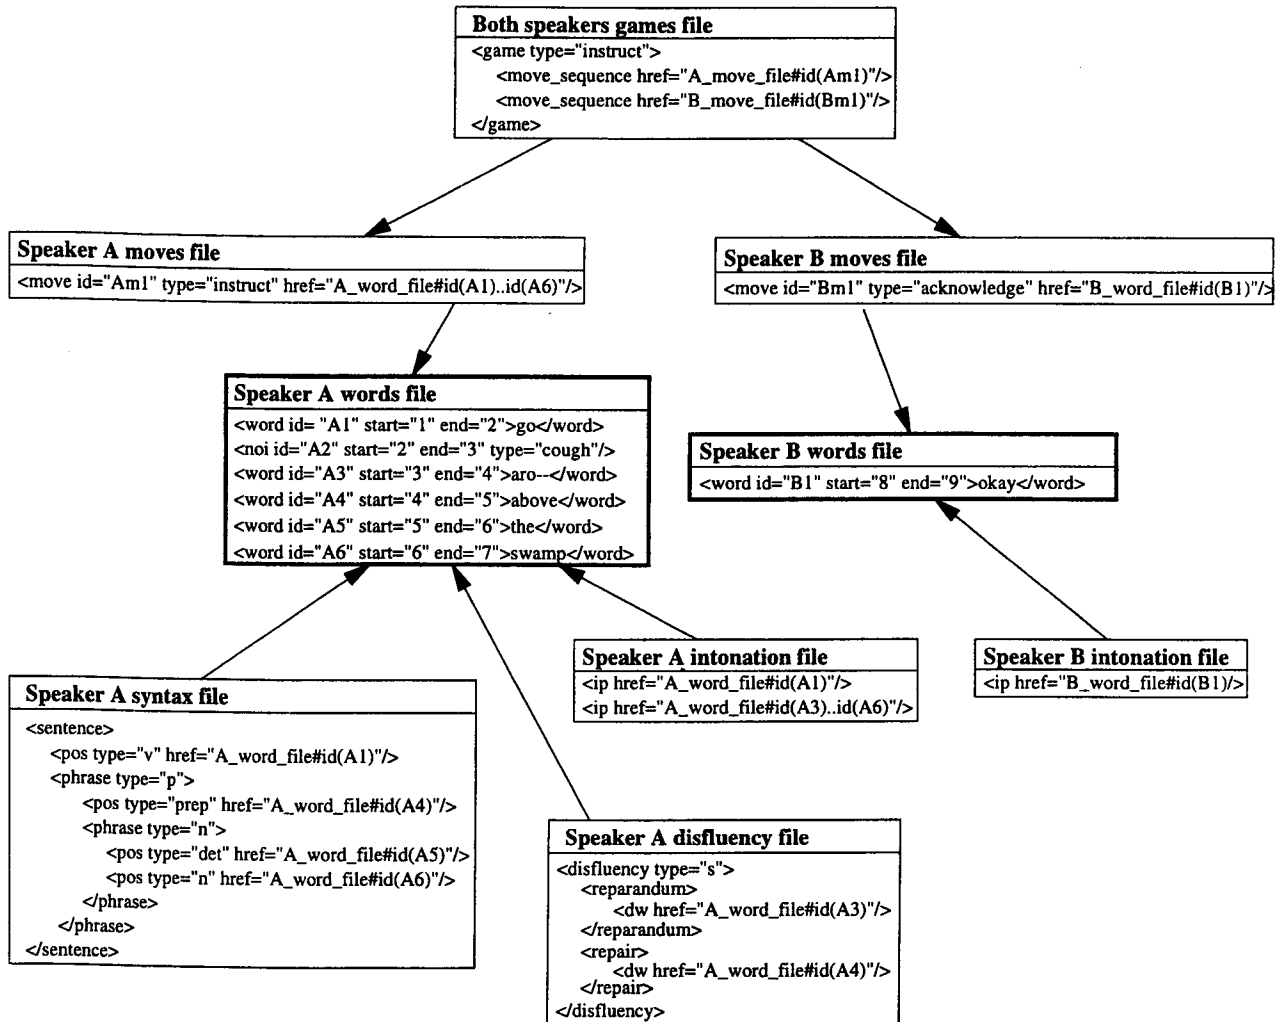 Both speakers games file
<game type="instruct">
<move_sequence href="A_move_file#id(Am1)"/>
<move_sequence href="B_move_file#id(Bm1)"/>
</game>
Speaker A moves file
<move id="Am1" type="instruct" href="A_word_file#id(A1)..id(A6)"/>
Speaker B moves file
<move id="Bm1" type="acknowledge" href="B_word_file#id(B1)"/>
Speaker A words file
<word id= "A1" start="1" end="2">go</word>
<noi id="A2" start="2" end="3" type="cough"/>
<word id="A3" start="3" end="4">aro--</word>
<word id="A4" start="4" end="5">above</word>
<word id="A5" start="5" end="6">the</word>
<word id="A6" start="6" end="7">swamp</word>
Speaker B words file
<word id="B1" start="8" end="9">okay</word>
Speaker A syntax file
<sentence>
<pos type="v" href="A_word_file#id(A1)"/>
<phrase type="p">
<pos type="prep" href="A_word_file#id(A4)"/>
<phrase type="n">
<pos type="det" href="A_word_file#id(A5)"/>
<pos type="n" href="A_word_file#id(A6)"/>
</phrase>
</phrase>
</sentence>
Speaker A intonation file
<ip href="A_word_file#id(A1)"/>
<ip href="A_word_file#id(A3)..id(A6)"/>
Speaker B intonation file
<ip href="B_word_file#id(B1)/>
Speaker A disfluency file
<disfluency type="s">
<reparandum>
<dw href="A_word_file#id(A3)"/>
</reparandum>
<repair>
<dw href="A_word_file#id(A4)"/>
</repair>
</disfluency>